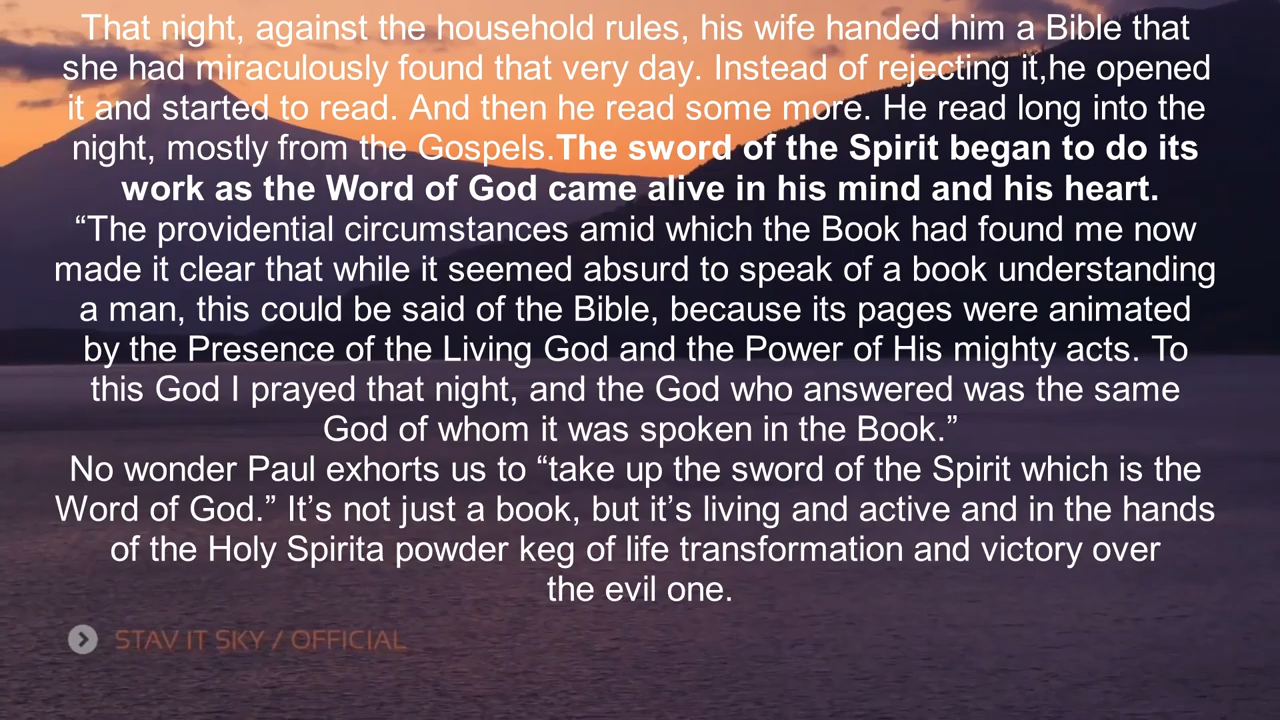 That night, against the household rules, his wife handed him a Bible that
she had miraculously found that very day. Instead of rejecting it,he opened
it and started to read. And then he read some more. He read long into the
night, mostly from the Gospels.The sword of the Spirit began to do its
work as the Word of God came alive in his mind and his heart.
“The providential circumstances amid which the Book had found me now
made it clear that while it seemed absurd to speak of a book understanding
a man, this could be said of the Bible, because its pages were animated
by the Presence of the Living God and the Power of His mighty acts. To
this God I prayed that night, and the God who answered was the same
God of whom it was spoken in the Book.”
No wonder Paul exhorts us to “take up the sword of the Spirit which is the
Word of God.” It’s not just a book, but it’s living and active and in the hands
of the Holy Spirita powder keg of life transformation and victory over
the evil one.
STAV IT SKY / OFFICIAL